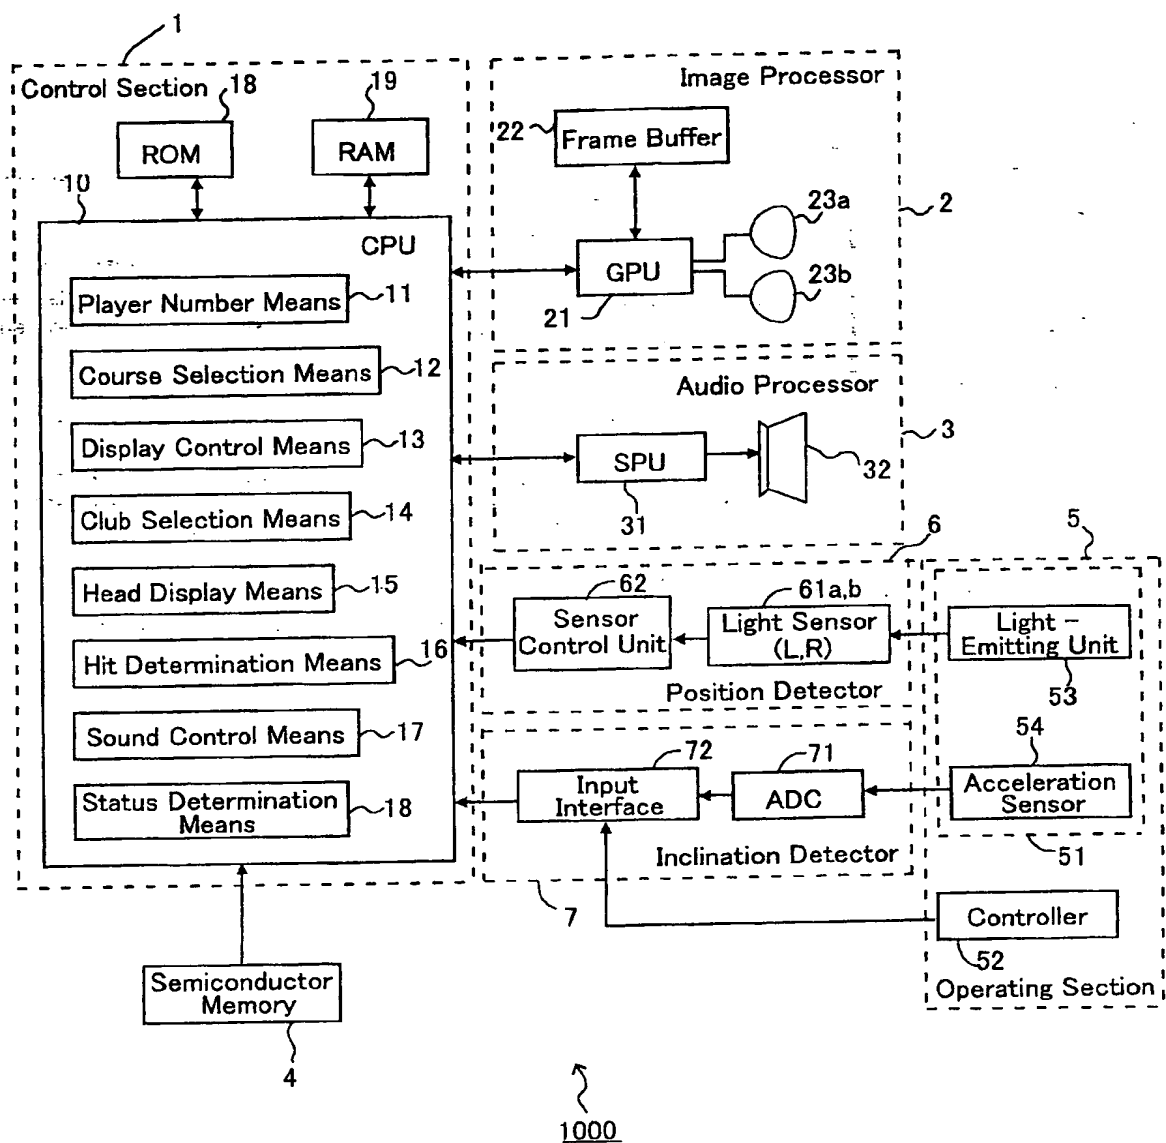 1
Control Section
18
19
ROM
RAM
10
CPU
Player Number Means
11
Course Selection Means
12
Display Control Means
13
Club Selection Means
14
Head Display Means
15
Hit Determination Means
16
Sound Control Means
17
Status Determination
Means
18
Semiconductor
Memory
4
Image Processor
22
Frame Buffer
23a
2
GPU
23b
21
Audio Processor
3
SPU
32
31
6
5
62
61a,b
Sensor
Control Unit
Light Sensor
(L,R)
Light -
Emitting Unit
53
Position Detector
72
71
54
Input
Interface
ADC
Acceleration
Sensor
51
Inclination Detector
7
Controller
52
Operating Section
1000